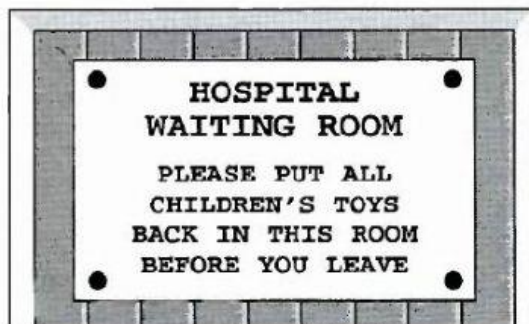 HOSPITAL
WAITING ROOM
PLEASE PUT ALL
CHILDREN'S TOYS
BACK IN THIS ROOM
BEFORE YOU LEAVE